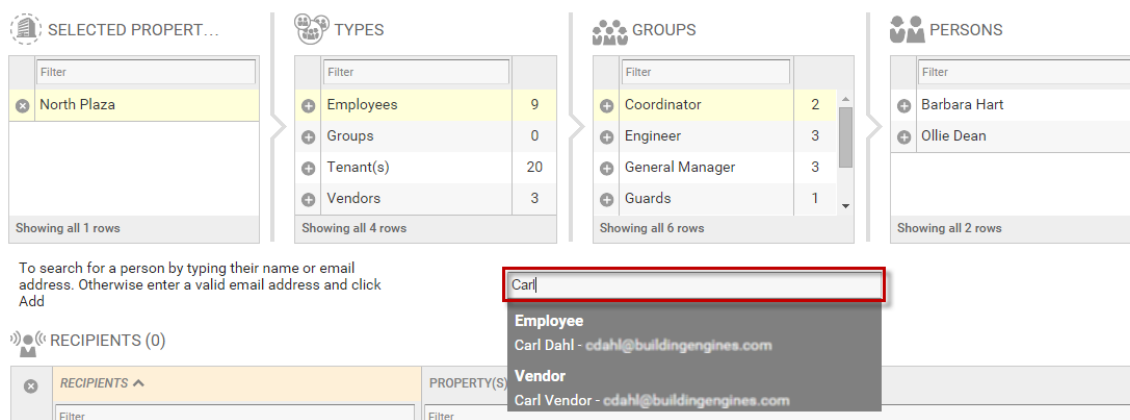 SELECTED PROPERT...
Filter
North Plaza
Showing all 1 rows
TYPES
Filter
Employees 9
Groups 0
Tenant(s) 20
Vendors 3
Showing all 4 rows
GROUPS
Filter
Coordinator 2
Engineer 3
General Manager 3
Guards 1
Showing all 6 rows
PERSONS
Filter
Barbara Hart
Ollie Dean
Showing all 2 rows
To search for a person by typing their name or email
address. Otherwise enter a valid email address and click
Add
Carl
Employee
Carl Dahl - cdahl@buildingengines.com
Vendor
Carl Vendor - cdahl@buildingengines.com
RECIPIENTS (0)
RECIPIENTS PROPERTY(S)
Filter Filter